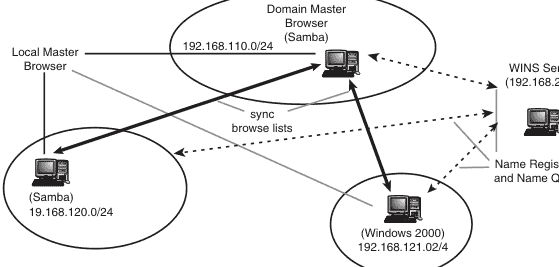 Domain Master
Browser
(Samba)
192.168.110.0/24
Local Master
Browser
WINS Ser
(192.168.2
sync
browse lists
Name Regis
and Name Q
(Samba)
19.168.120.0/24
(Windows 2000)
192.168.121.02/4